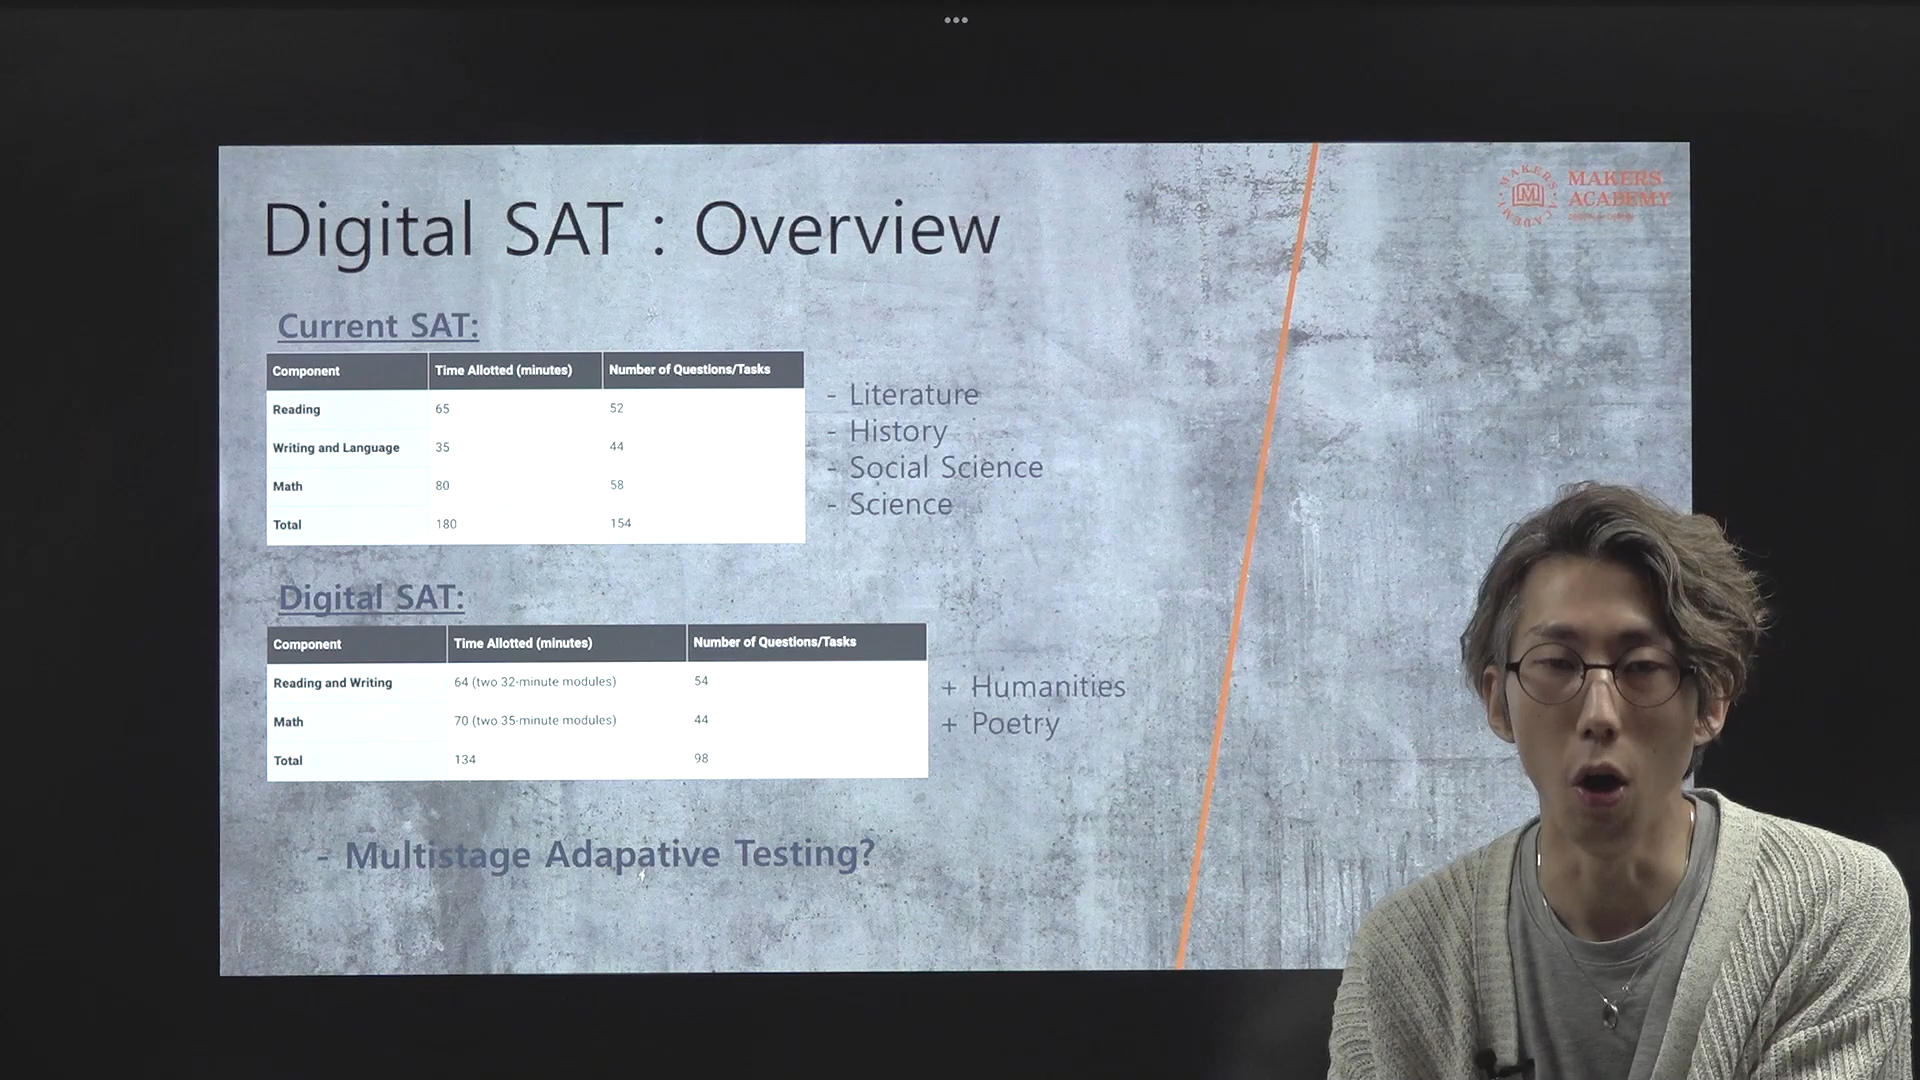 MAKERS
ACADEMY
Digital SAT : Overview
Current SAT:
Component Time Allotted (minutes) Number of Questions/Tasks
Reading 65 52
Writing and Language 35 44
Math 80 58
Total 180 154
- Literature
- History
- Social Science
- Science
Digital SAT:
Component Time Allotted (minutes) Number of Questions/Tasks
Reading and Writing 64 (two 32-minute modules) 54
Math 70 (two 35-minute modules) 44
Total 134 98
+ Humanities
+ Poetry
- Multistage Adapative Testing?